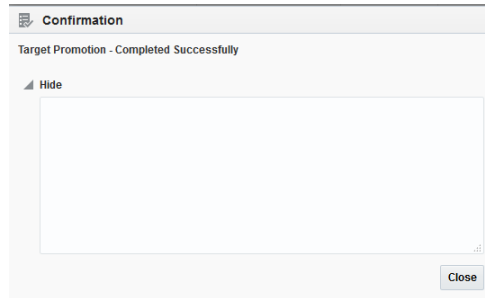 Confirmation
Target Promotion - Completed Successfully
Hide
Close